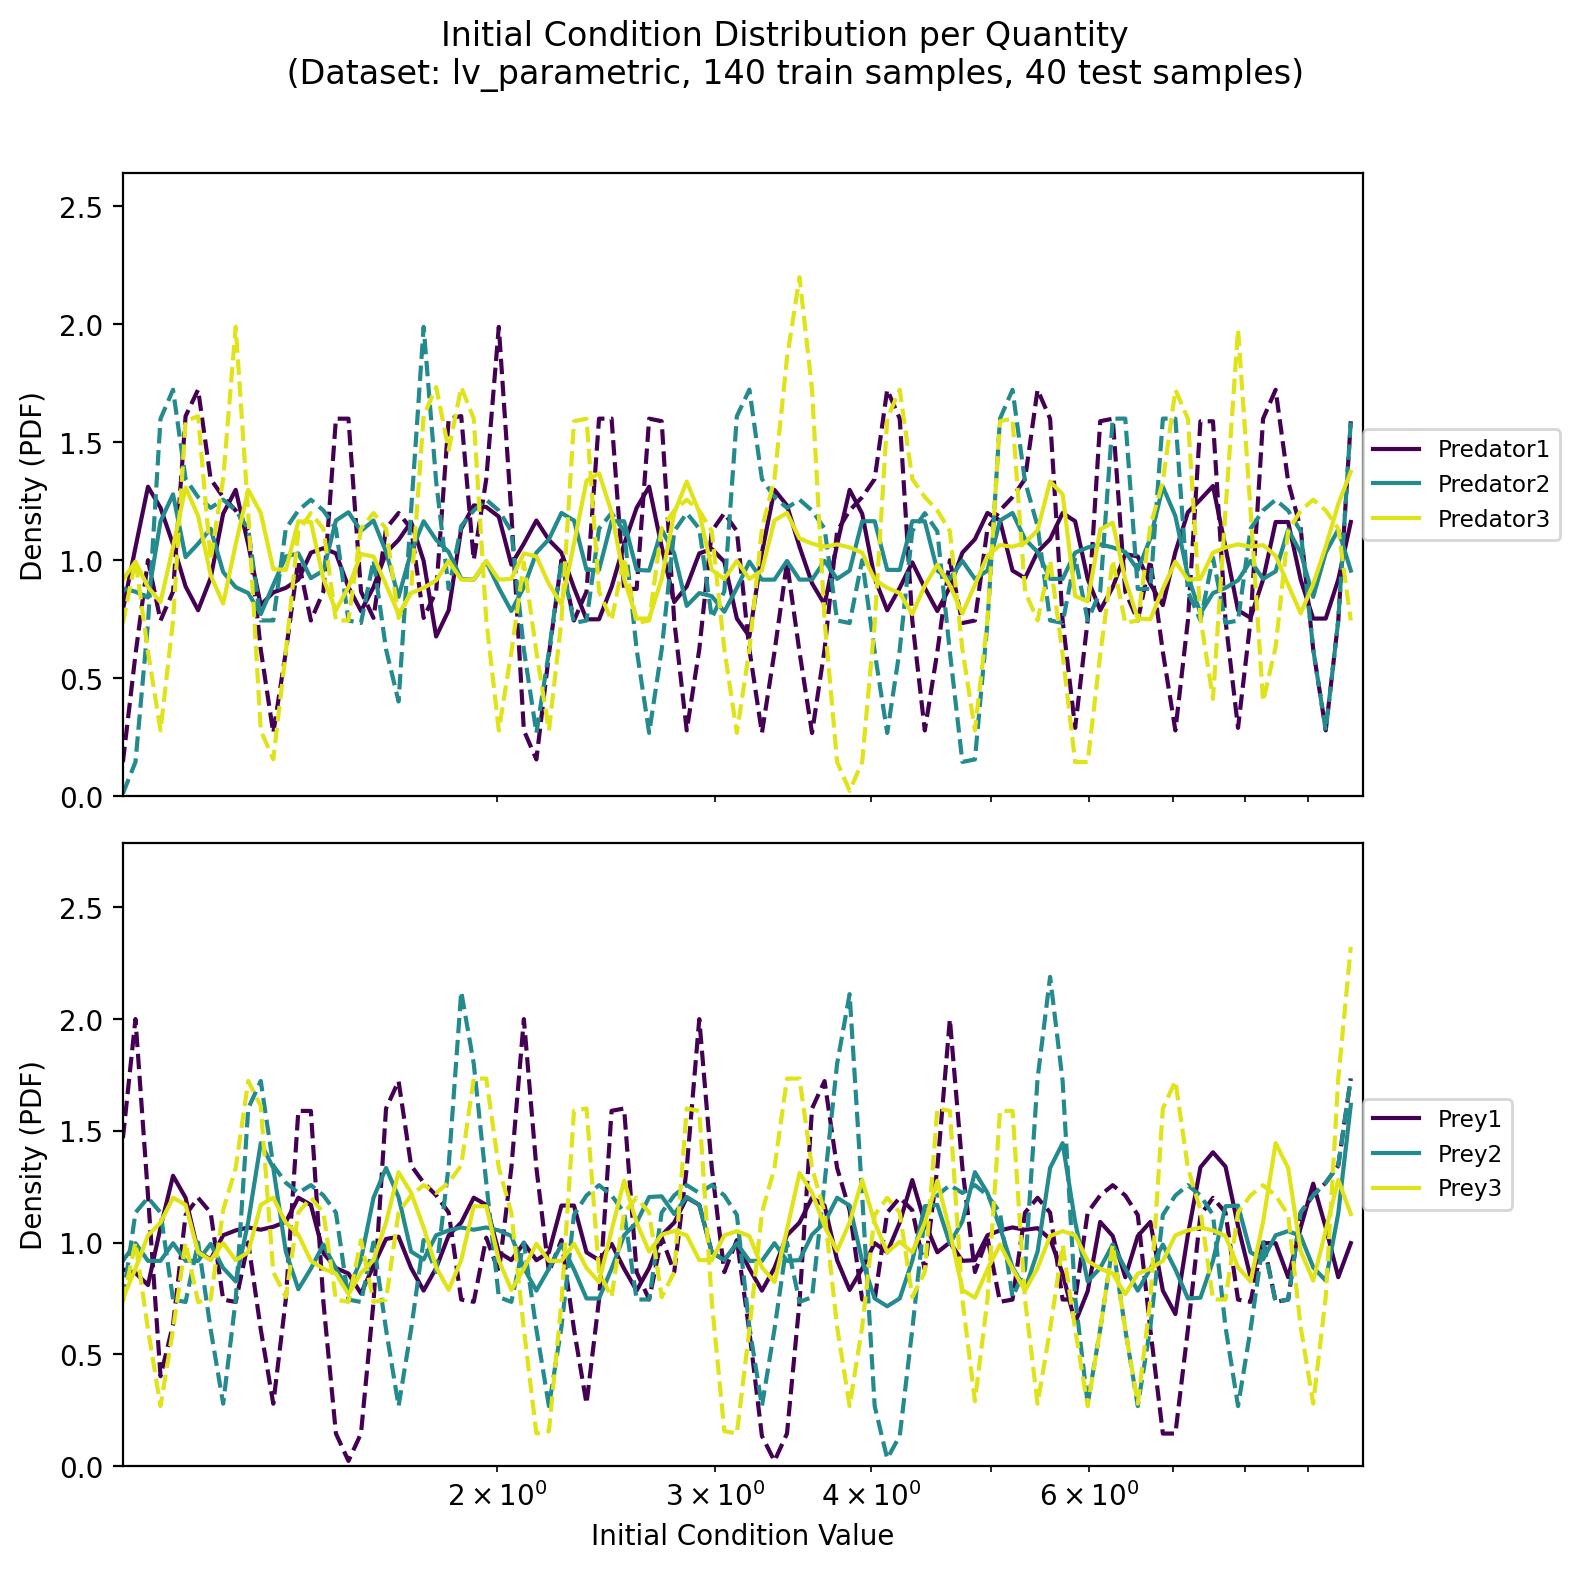 Initial Condition Distribution per Quantity
(Dataset: lv_parametric, 140 train samples, 40 test samples)
Density (PDF)
2.5
2.0
1.5
1.0
0.5
0.0
Predator1
Predator2
Predator3
Density (PDF)
2.5
2.0
1.5
1.0
0.5
0.0
Prey1
Prey2
Prey3
2 × 10⁰ 3 × 10⁰ 4 × 10⁰ 6 × 10⁰
Initial Condition Value